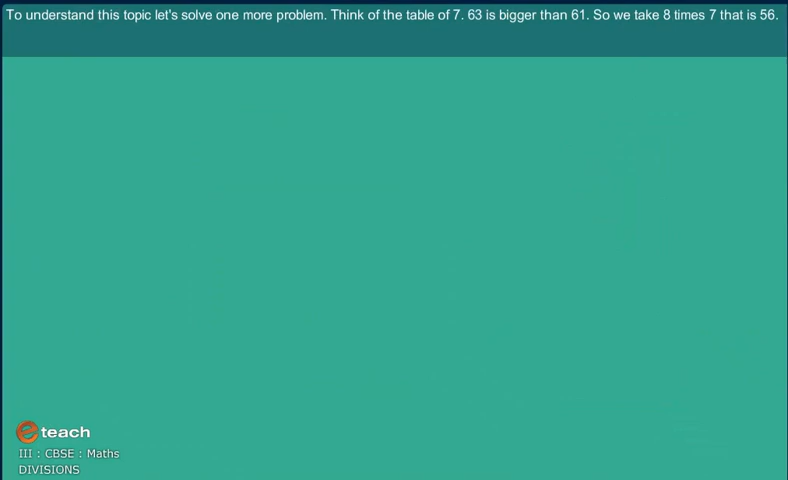 To understand this topic let's solve one more problem. Think of the table of 7. 63 is bigger than 61. So we take 8 times 7 that is 56.
e teach
III : CBSE : Maths
DIVISIONS